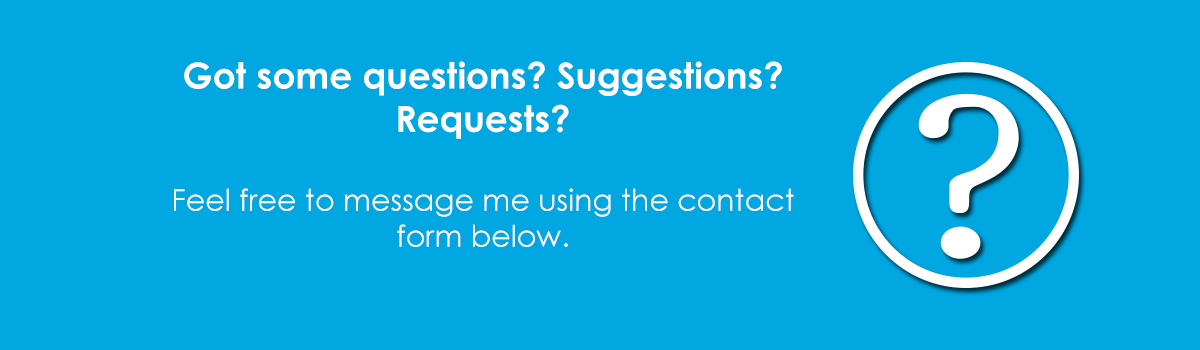 Got some questions? Suggestions?
Requests?
Feel free to message me using the contact
form below.
?